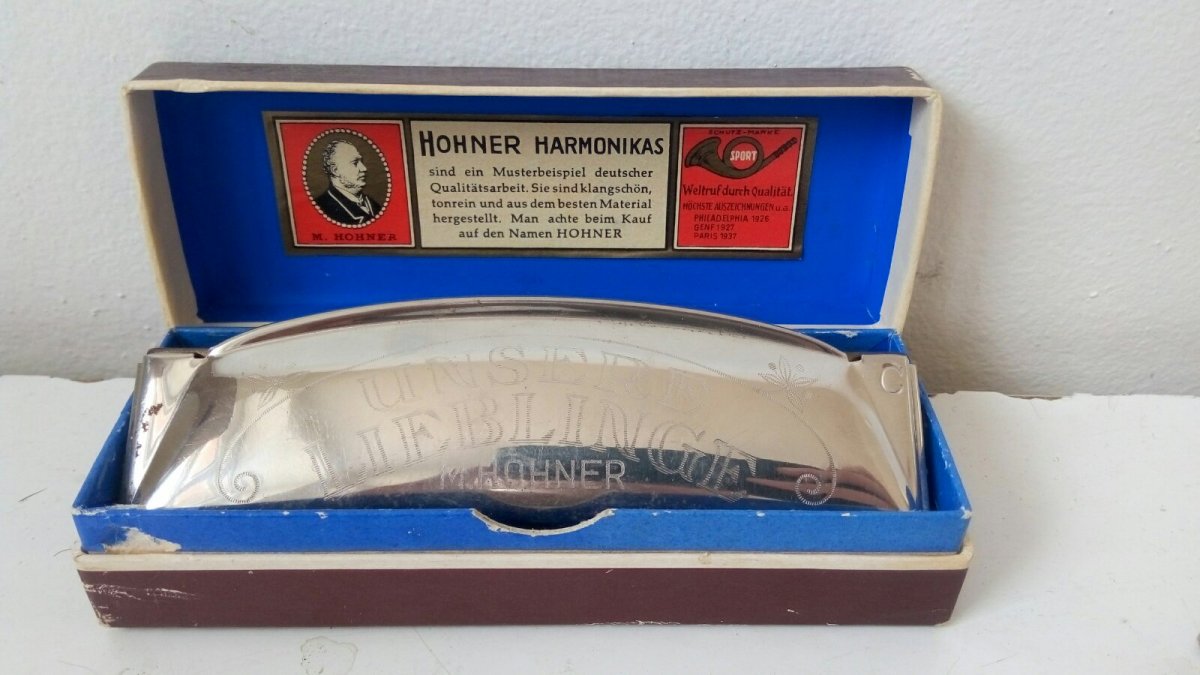 M. HOHNER
HOHNER HARMONIKAS
sind ein Musterbeispiel deutscher
Qualitätsarbeit. Sie sind klangschön,
tonrein und aus dem besten Material
hergestellt. Man achte beim Kauf
auf den Namen HOHNER
SCHUTZ-MARKE
SPORT
Weltruf durch Qualität.
HÖCHSTE AUSZEICHNUNGEN u.a.
PHILADELPHIA 1926
GENF 1927
PARIS 1937
UNSERE
LIEBLINGE
M. HOHNER
C